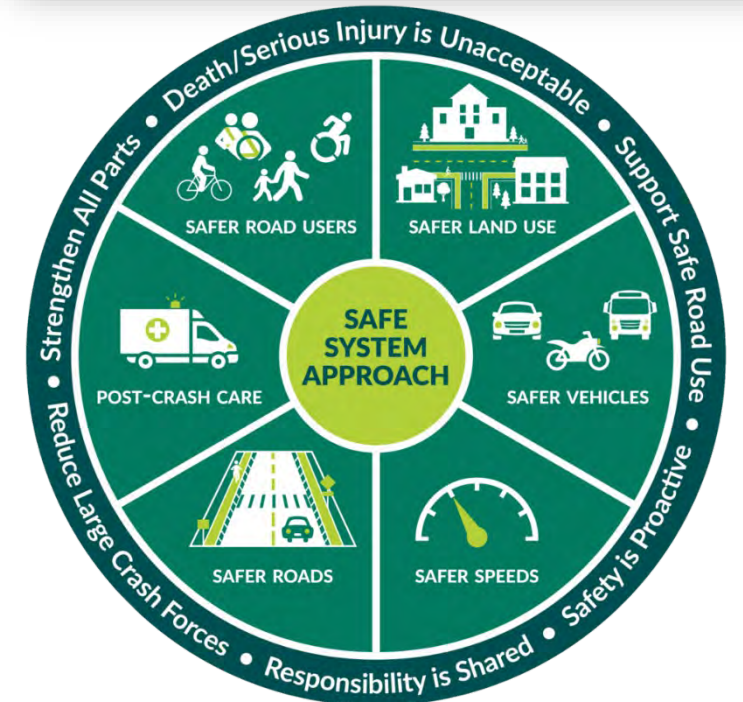 Death/Serious Injury is Unacceptable
•
Support Safe Road Use
•
Safety is Proactive
•
Responsibility is Shared
•
Reduce Large Crash Forces
•
Strengthen All Parts
•
SAFER ROAD USERS
SAFER LAND USE
POST-CRASH CARE
SAFE
SYSTEM
APPROACH
SAFER VEHICLES
SAFER ROADS
SAFER SPEEDS